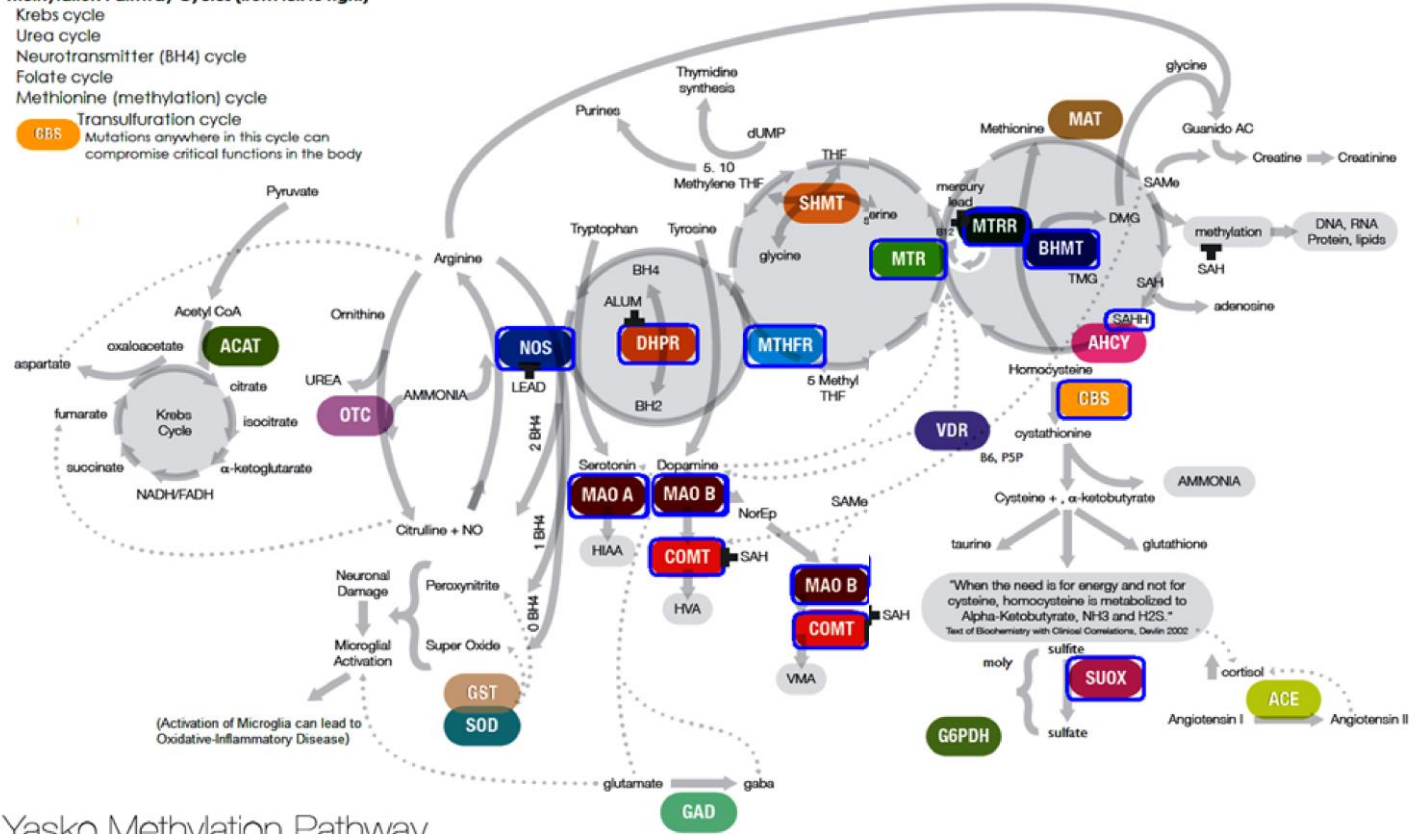 Methylation Pathway Cycles (from left to right)
Krebs cycle
Urea cycle
Neurotransmitter (BH4) cycle
Folate cycle
Methionine (methylation) cycle
Transulfuration cycle
CBS
Mutations anywhere in this cycle can
compromise critical functions in the body
Pyruvate
Acetyl CoA
ACAT
oxaloacetate
aspartate
citrate
fumarate
Krebs
Cycle
isocitrate
succinate
α-ketoglutarate
NADH/FADH
Arginine
Ornithine
UREA
OTC
AMMONIA
Citrulline + NO
NOS
LEAD
2 BH4
1 BH4
0 BH4
Neuronal
Damage
Peroxynitrite
Microglial
Activation
Super Oxide
GST
SOD
(Activation of Microglia can lead to
Oxidative-Inflammatory Disease)
Purines
Thymidine
synthesis
dUMP
5. 10
Methylene THF
THF
SHMT
serine
glycine
Tryptophan
Tyrosine
BH4
ALUM
DHPR
BH2
MTHFR
5 Methyl
THF
MTR
mercury
lead
B12
MTRR
BHMT
DMG
TMG
Methionine
MAT
glycine
Guanido AC
Creatine
Creatinine
SAMe
methylation
DNA, RNA
Protein, lipids
SAH
SAH
adenosine
SAHH
AHCY
Homocysteine
CBS
cystathionine
VDR
B6, P5P
AMMONIA
Cysteine + , α-ketobutyrate
taurine
glutathione
"When the need is for energy and not for
cysteine, homocysteine is metabolized to
Alpha-Ketobutyrate, NH3 and H2S."
Text of Biochemistry with Clinical Correlations, Devlin 2002
Serotonin
Dopamine
MAO A
MAO B
NorEp
SAMe
HIAA
COMT
SAH
HVA
MAO B
COMT
SAH
VMA
moly
sulfite
SUOX
sulfate
G6PDH
cortisol
ACE
Angiotensin I
Angiotensin II
glutamate
gaba
GAD
Yasko Methylation Pathway